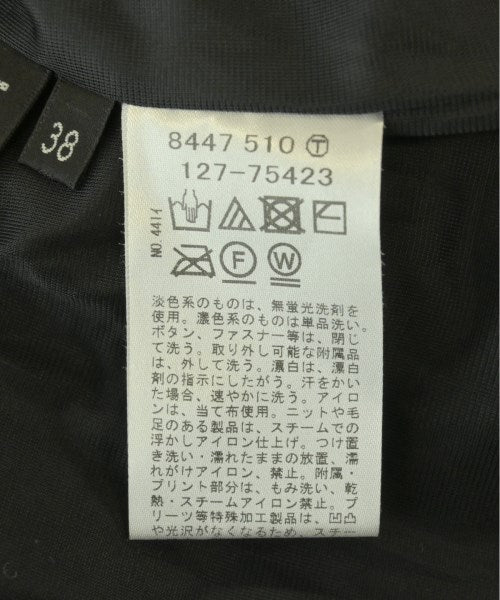 38
8447 510 Ⓣ
127-75423
NO.4411
F W
淡色系のものは、無蛍光洗剤を
使用。濃色系のものは単品洗い。
ボタン、ファスナー等は、閉じ
て洗う。取り外し可能な附属品
は、外して洗う。漂白は、漂白
剤の指示にしたがう。汗をかい
た場合、速やかに洗う。アイロ
ンは、当て布使用。ニットや毛
足のある製品は、スチームでの
浮かしアイロン仕上げ。つけ置
き洗い・濡れたままの放置、濡
れがけアイロン、禁止。附属・
プリント部分は、もみ洗い、乾
熱・スチームアイロン禁止。プ
リーツ等特殊加工製品は、凹凸
や光沢がなくなるため、スチー